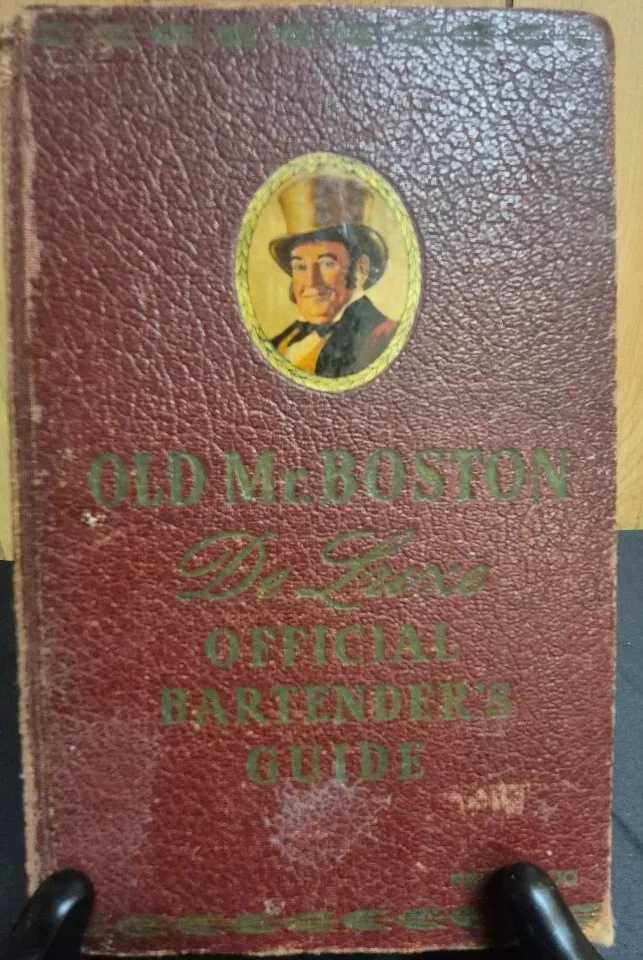 OLD MR. BOSTON
De Luxe
OFFICIAL
BARTENDER'S
GUIDE